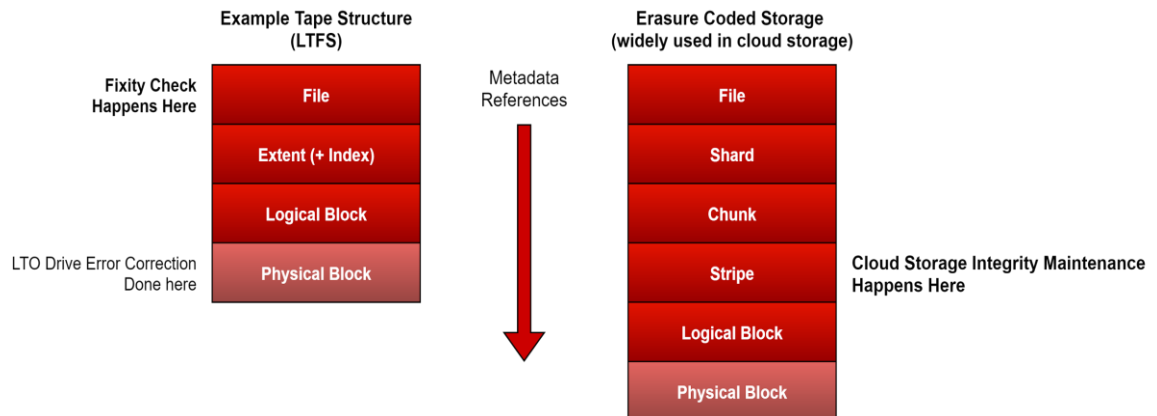 Example Tape Structure
(LTFS)
Fixity Check
Happens Here
File
Extent (+ Index)
Logical Block
LTO Drive Error Correction
Done here
Physical Block
Metadata
References
Erasure Coded Storage
(widely used in cloud storage)
File
Shard
Chunk
Stripe
Cloud Storage Integrity Maintenance
Happens Here
Logical Block
Physical Block